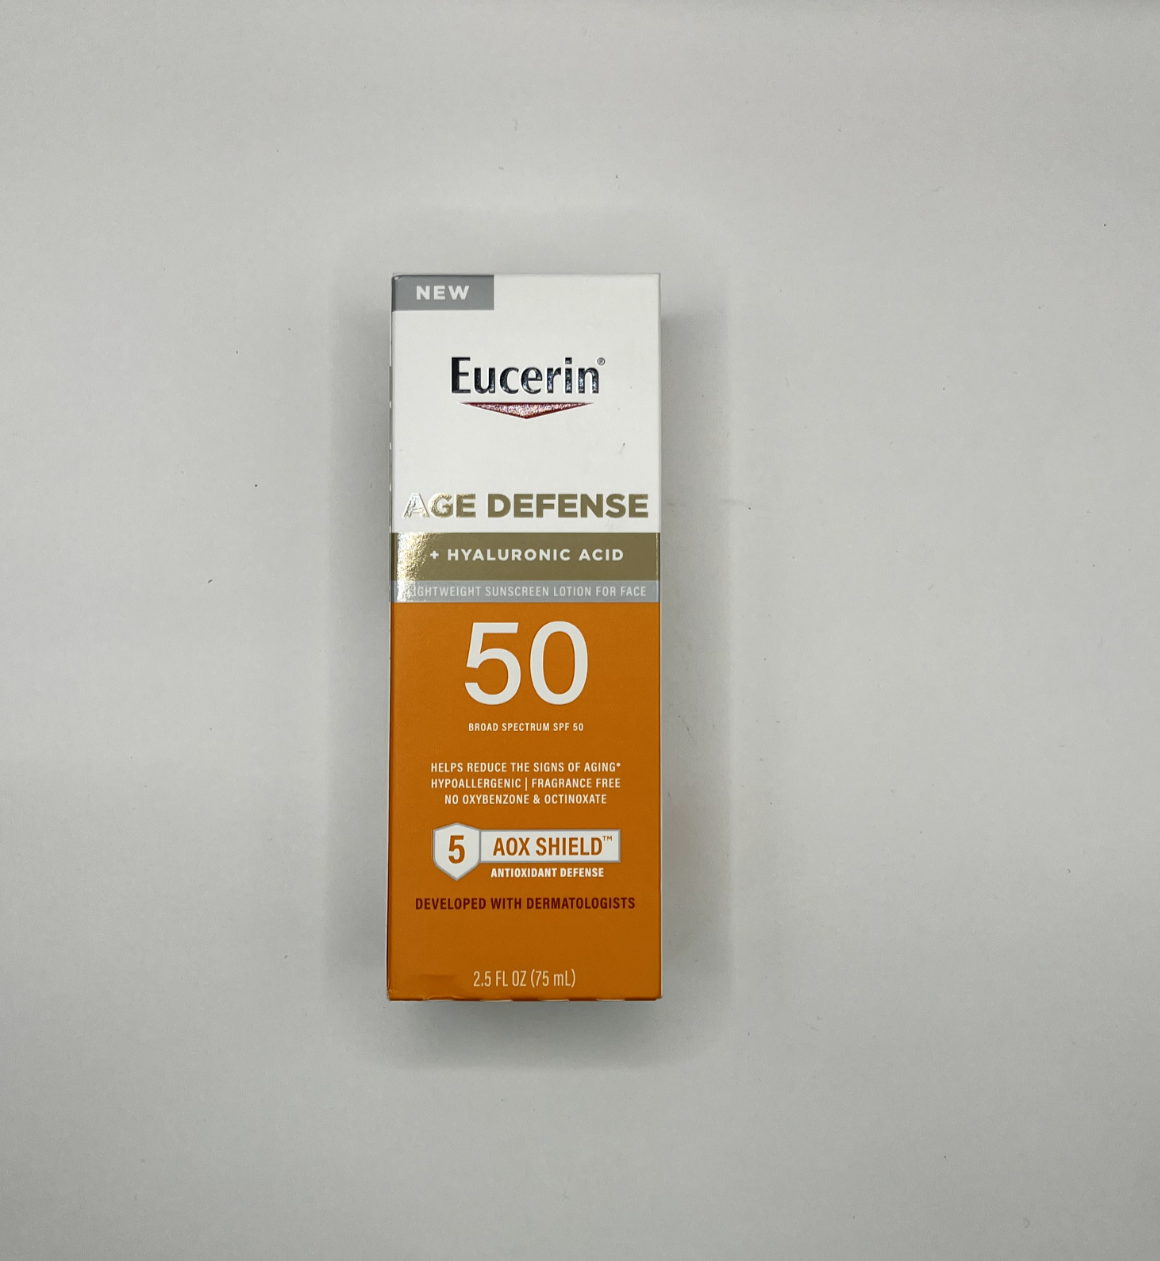 NEW
Eucerin®
AGE DEFENSE
+ HYALURONIC ACID
LIGHTWEIGHT SUNSCREEN LOTION FOR FACE
50
BROAD SPECTRUM SPF 50
HELPS REDUCE THE SIGNS OF AGING*
HYPOALLERGENIC | FRAGRANCE FREE
NO OXYBENZONE & OCTINOXATE
5 AOX SHIELD™
ANTIOXIDANT DEFENSE
DEVELOPED WITH DERMATOLOGISTS
2.5 FL OZ (75 mL)